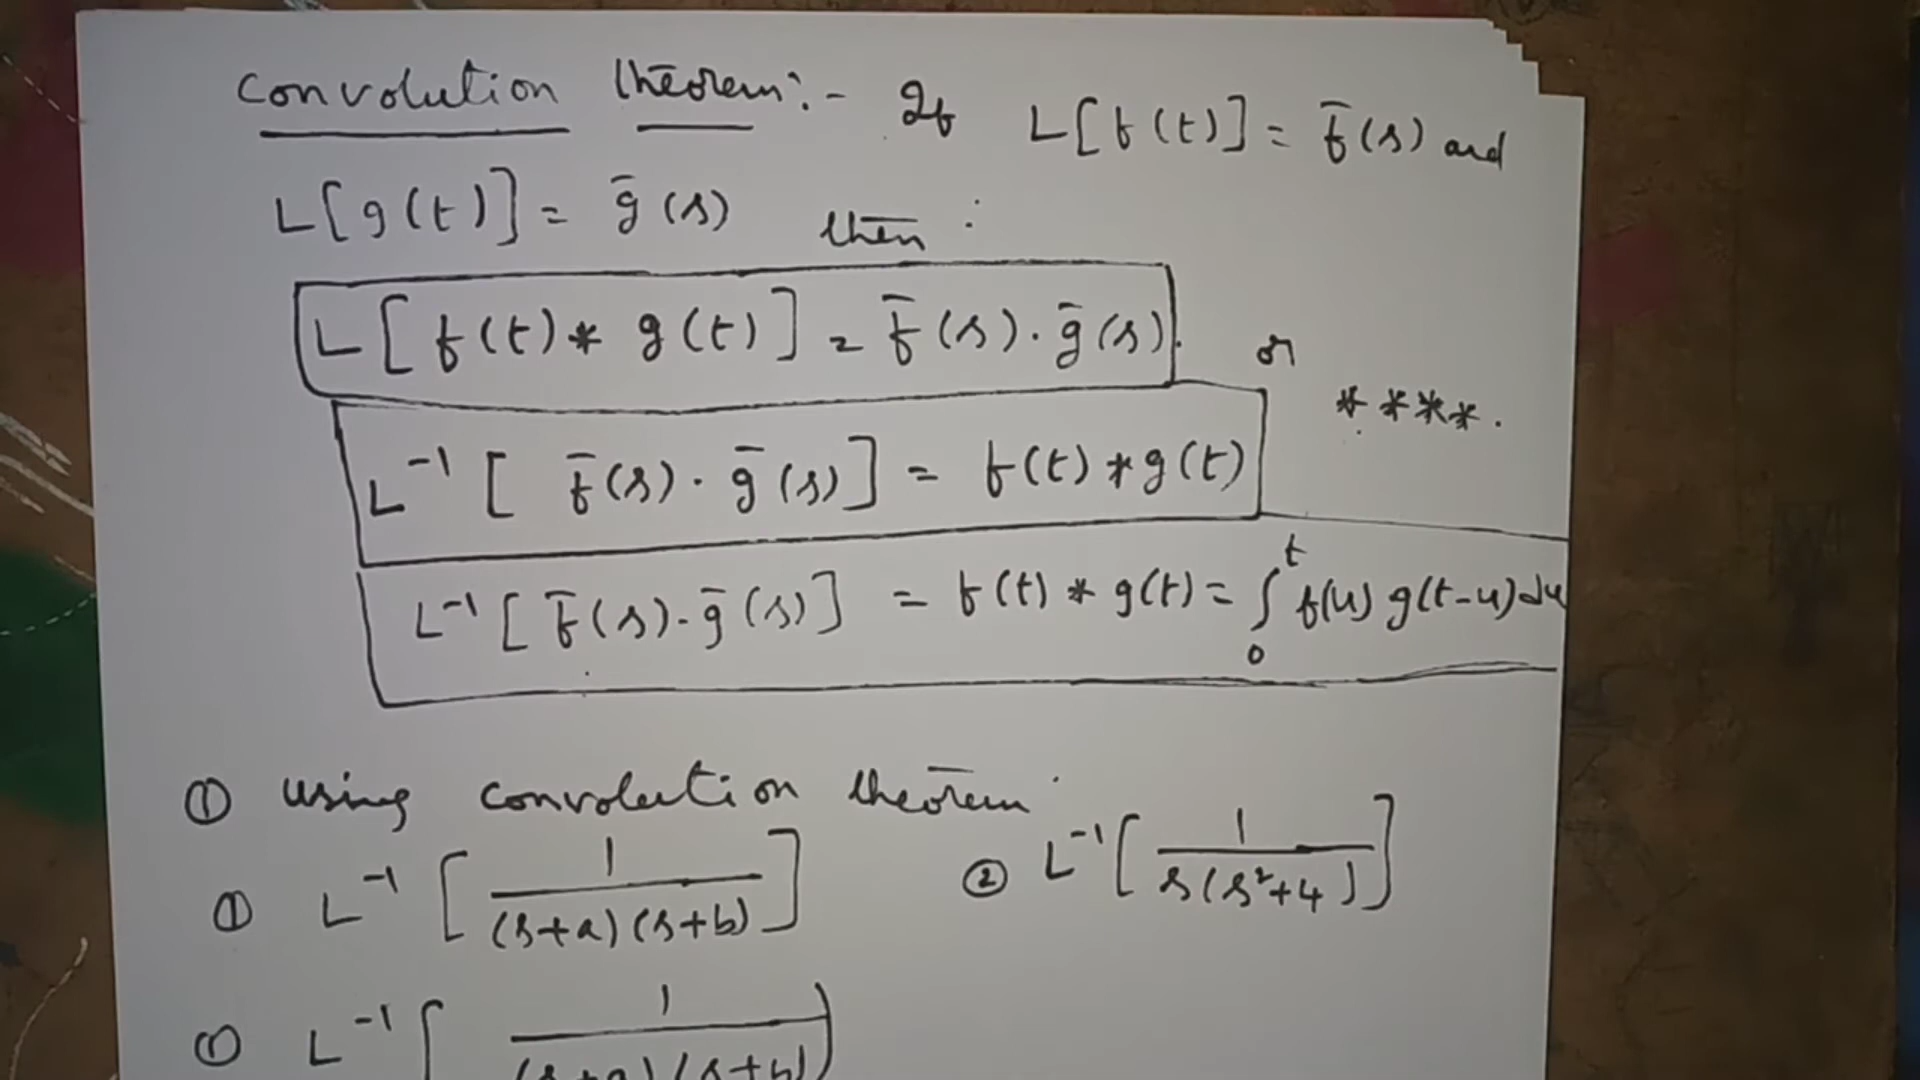 Convolution theorem:- If L[f(t)] = f̄(s) and
L[g(t)] = ḡ(s) then :
L[f(t) * g(t)] = f̄(s) . ḡ(s). or
****.
L⁻¹[f̄(s) . ḡ(s)] = f(t) * g(t)
L⁻¹[f̄(s) . ḡ(s)] = f(t) * g(t) = ∫₀ᵗ f(u) g(t-u) du
① using convolution theorem
① L⁻¹[1/((s+a)(s+b))] ② L⁻¹[1/(s(s²+4))]
① L⁻¹[1/((s+a)(s+b))